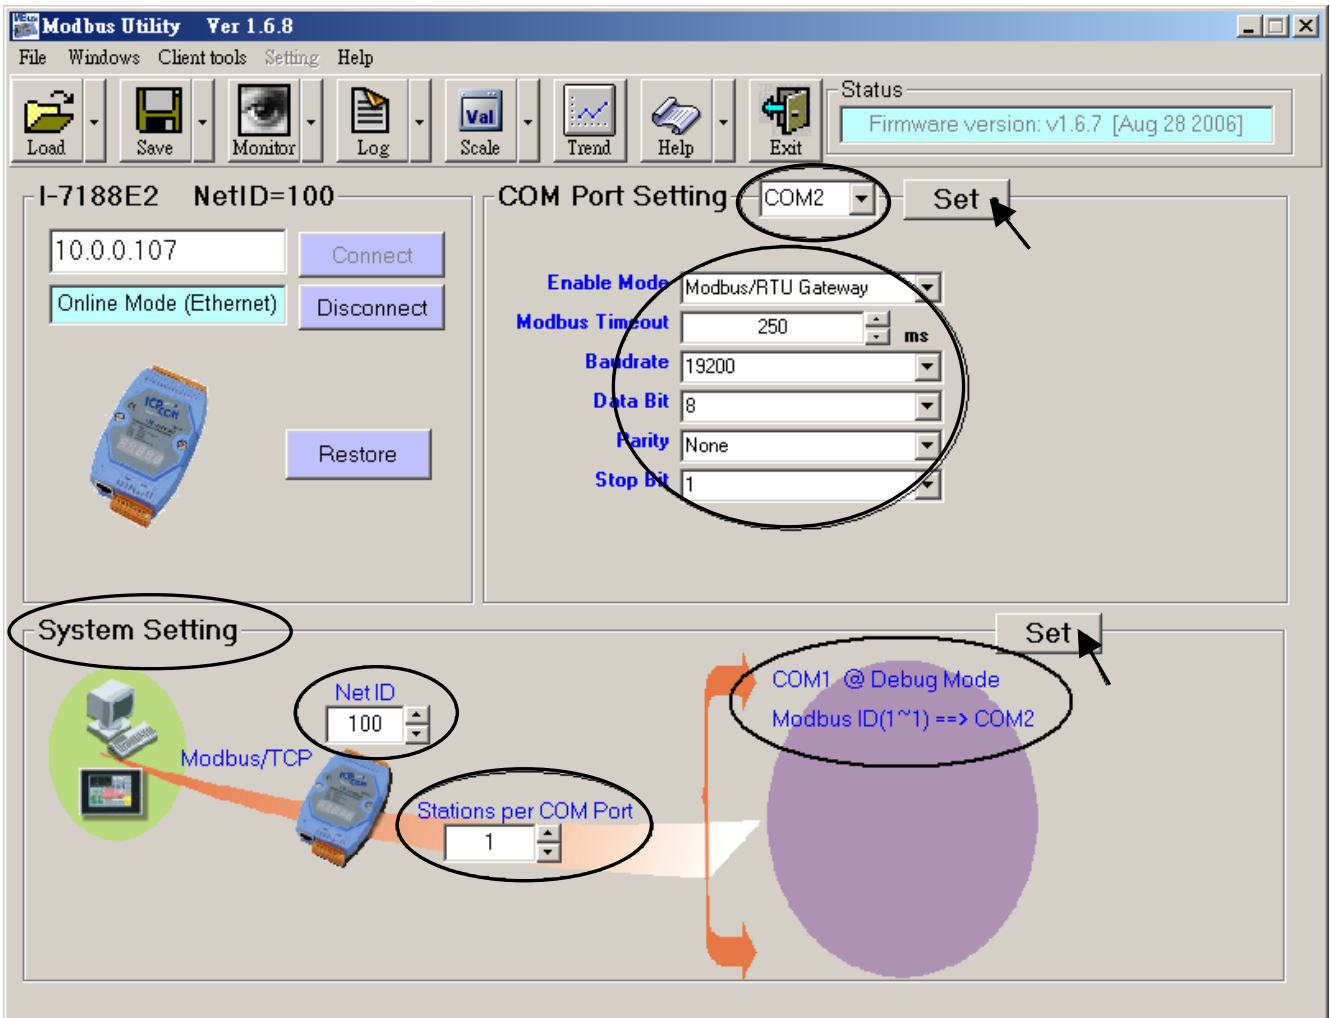 Modbus Utility Ver 1.6.8
File Windows Client tools Setting Help
Load Save Monitor Log Val Scale Trend Help Exit
Status
Firmware version: v1.6.7 [Aug 28 2006]
I-7188E2 NetID=100
10.0.0.107 Connect
Online Mode (Ethernet) Disconnect
Restore
COM Port Setting COM2 Set
Enable Mode Modbus/RTU Gateway
Modbus Timeout 250 ms
Baudrate 19200
Data Bit 8
Parity None
Stop Bit 1
System Setting Set
Net ID
100
Modbus/TCP
Stations per COM Port
1
COM1 @ Debug Mode
Modbus ID(1~1) ==> COM2